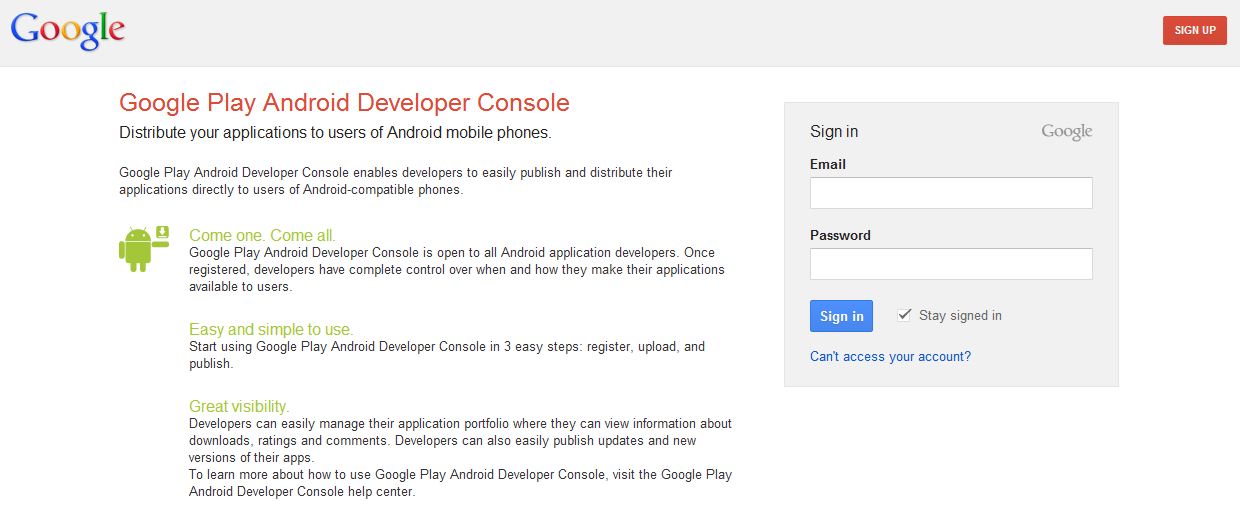 Google
SIGN UP
Google Play Android Developer Console
Distribute your applications to users of Android mobile phones.
Google Play Android Developer Console enables developers to easily publish and distribute their
applications directly to users of Android-compatible phones.
Come one. Come all.
Google Play Android Developer Console is open to all Android application developers. Once
registered, developers have complete control over when and how they make their applications
available to users.
Easy and simple to use.
Start using Google Play Android Developer Console in 3 easy steps: register, upload, and
publish.
Great visibility.
Developers can easily manage their application portfolio where they can view information about
downloads, ratings and comments. Developers can also easily publish updates and new
versions of their apps.
To learn more about how to use Google Play Android Developer Console, visit the Google Play
Android Developer Console help center.
Sign in
Google
Email
Password
Sign in
Stay signed in
Can't access your account?